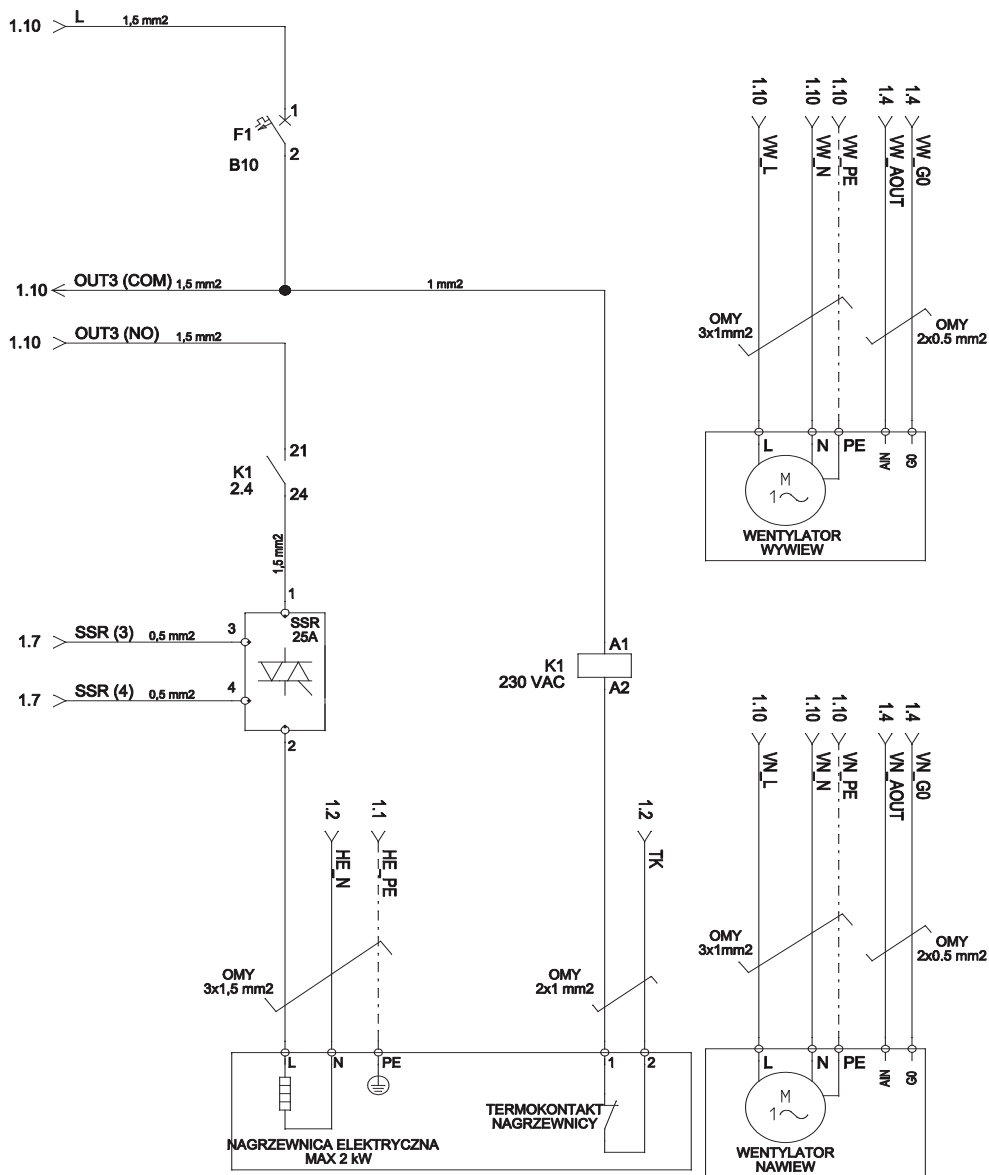 1.10
L
1,5 mm2
1
F1
2
B10
1.10
OUT3 (COM)
1,5 mm2
1 mm2
1.10
OUT3 (NO)
1,5 mm2
21
K1
2.4
24
1,5 mm2
1
SSR
25A
3
1.7
SSR (3)
0,5 mm2
4
1.7
SSR (4)
0,5 mm2
2
A1
K1
230 VAC
A2
1.2
HE_N
1.1
HE_PE
1.2
TK
OMY
3x1,5 mm2
OMY
2x1 mm2
L
N
PE
1
2
TERMOKONTAKT
NAGRZEWNICY
NAGRZEWNICA ELEKTRYCZNA
MAX 2 kW
1.10
VW_L
1.10
VW_N
1.10
VW_PE
1.4
VW_AOUT
1.4
VW_G0
OMY
3x1mm2
OMY
2x0.5 mm2
L
N
PE
AIN
G0
M
1
WENTYLATOR
WYWIEW
1.10
VN_L
1.10
VN_N
1.10
VN_PE
1.4
VN_AOUT
1.4
VN_G0
OMY
3x1mm2
OMY
2x0.5 mm2
L
N
PE
AIN
G0
M
1
WENTYLATOR
NAWIEW